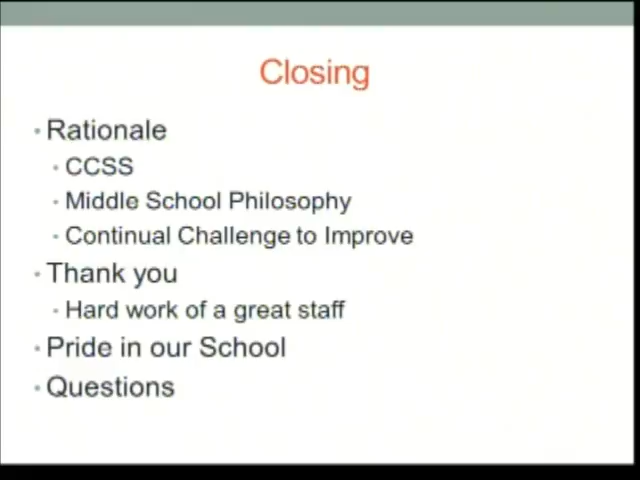 Closing
Rationale
CCSS
Middle School Philosophy
Continual Challenge to Improve
Thank you
Hard work of a great staff
Pride in our School
Questions